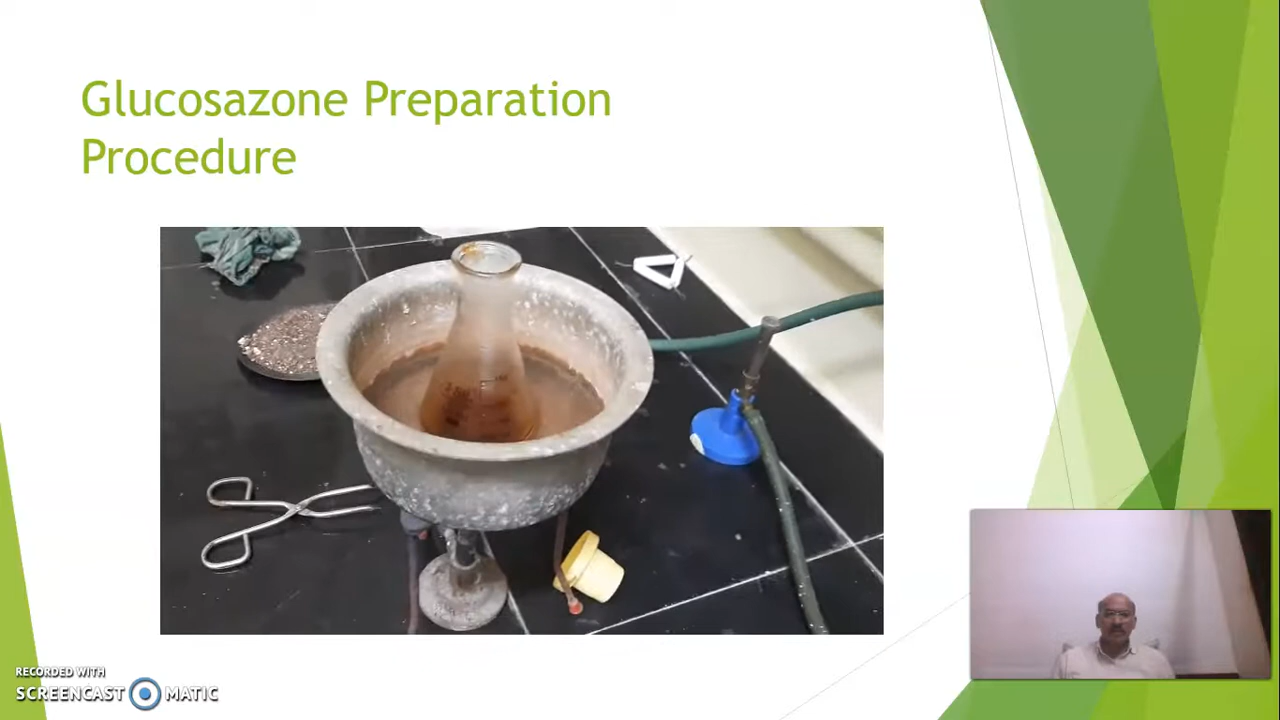 Glucosazone Preparation
Procedure
RECORDED WITH
SCREENCAST MATIC